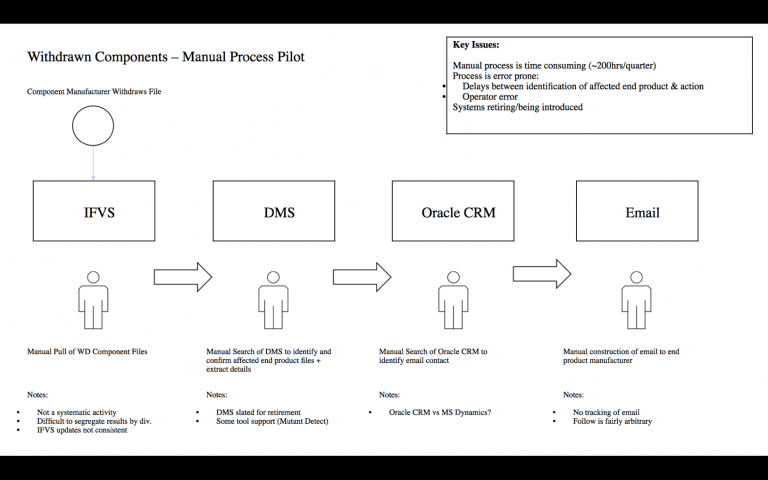 Withdrawn Components – Manual Process Pilot
Key Issues:
Manual process is time consuming (~200hrs/quarter)
Process is error prone:
• Delays between identification of affected end product & action
• Operator error
Systems retiring/being introduced
Component Manufacturer Withdraws File
IFVS
DMS
Oracle CRM
Email
Manual Pull of WD Component Files
Manual Search of DMS to identify and
confirm affected end product files +
extract details
Manual Search of Oracle CRM to
identify email contact
Manual construction of email to end
product manufacturer
Notes:
• Not a systematic activity
• Difficult to segregate results by div.
• IFVS updates not consistent
Notes:
• DMS slated for retirement
• Some tool support (Mutant Detect)
Notes:
• Oracle CRM vs MS Dynamics?
Notes:
• No tracking of email
• Follow is fairly arbitrary